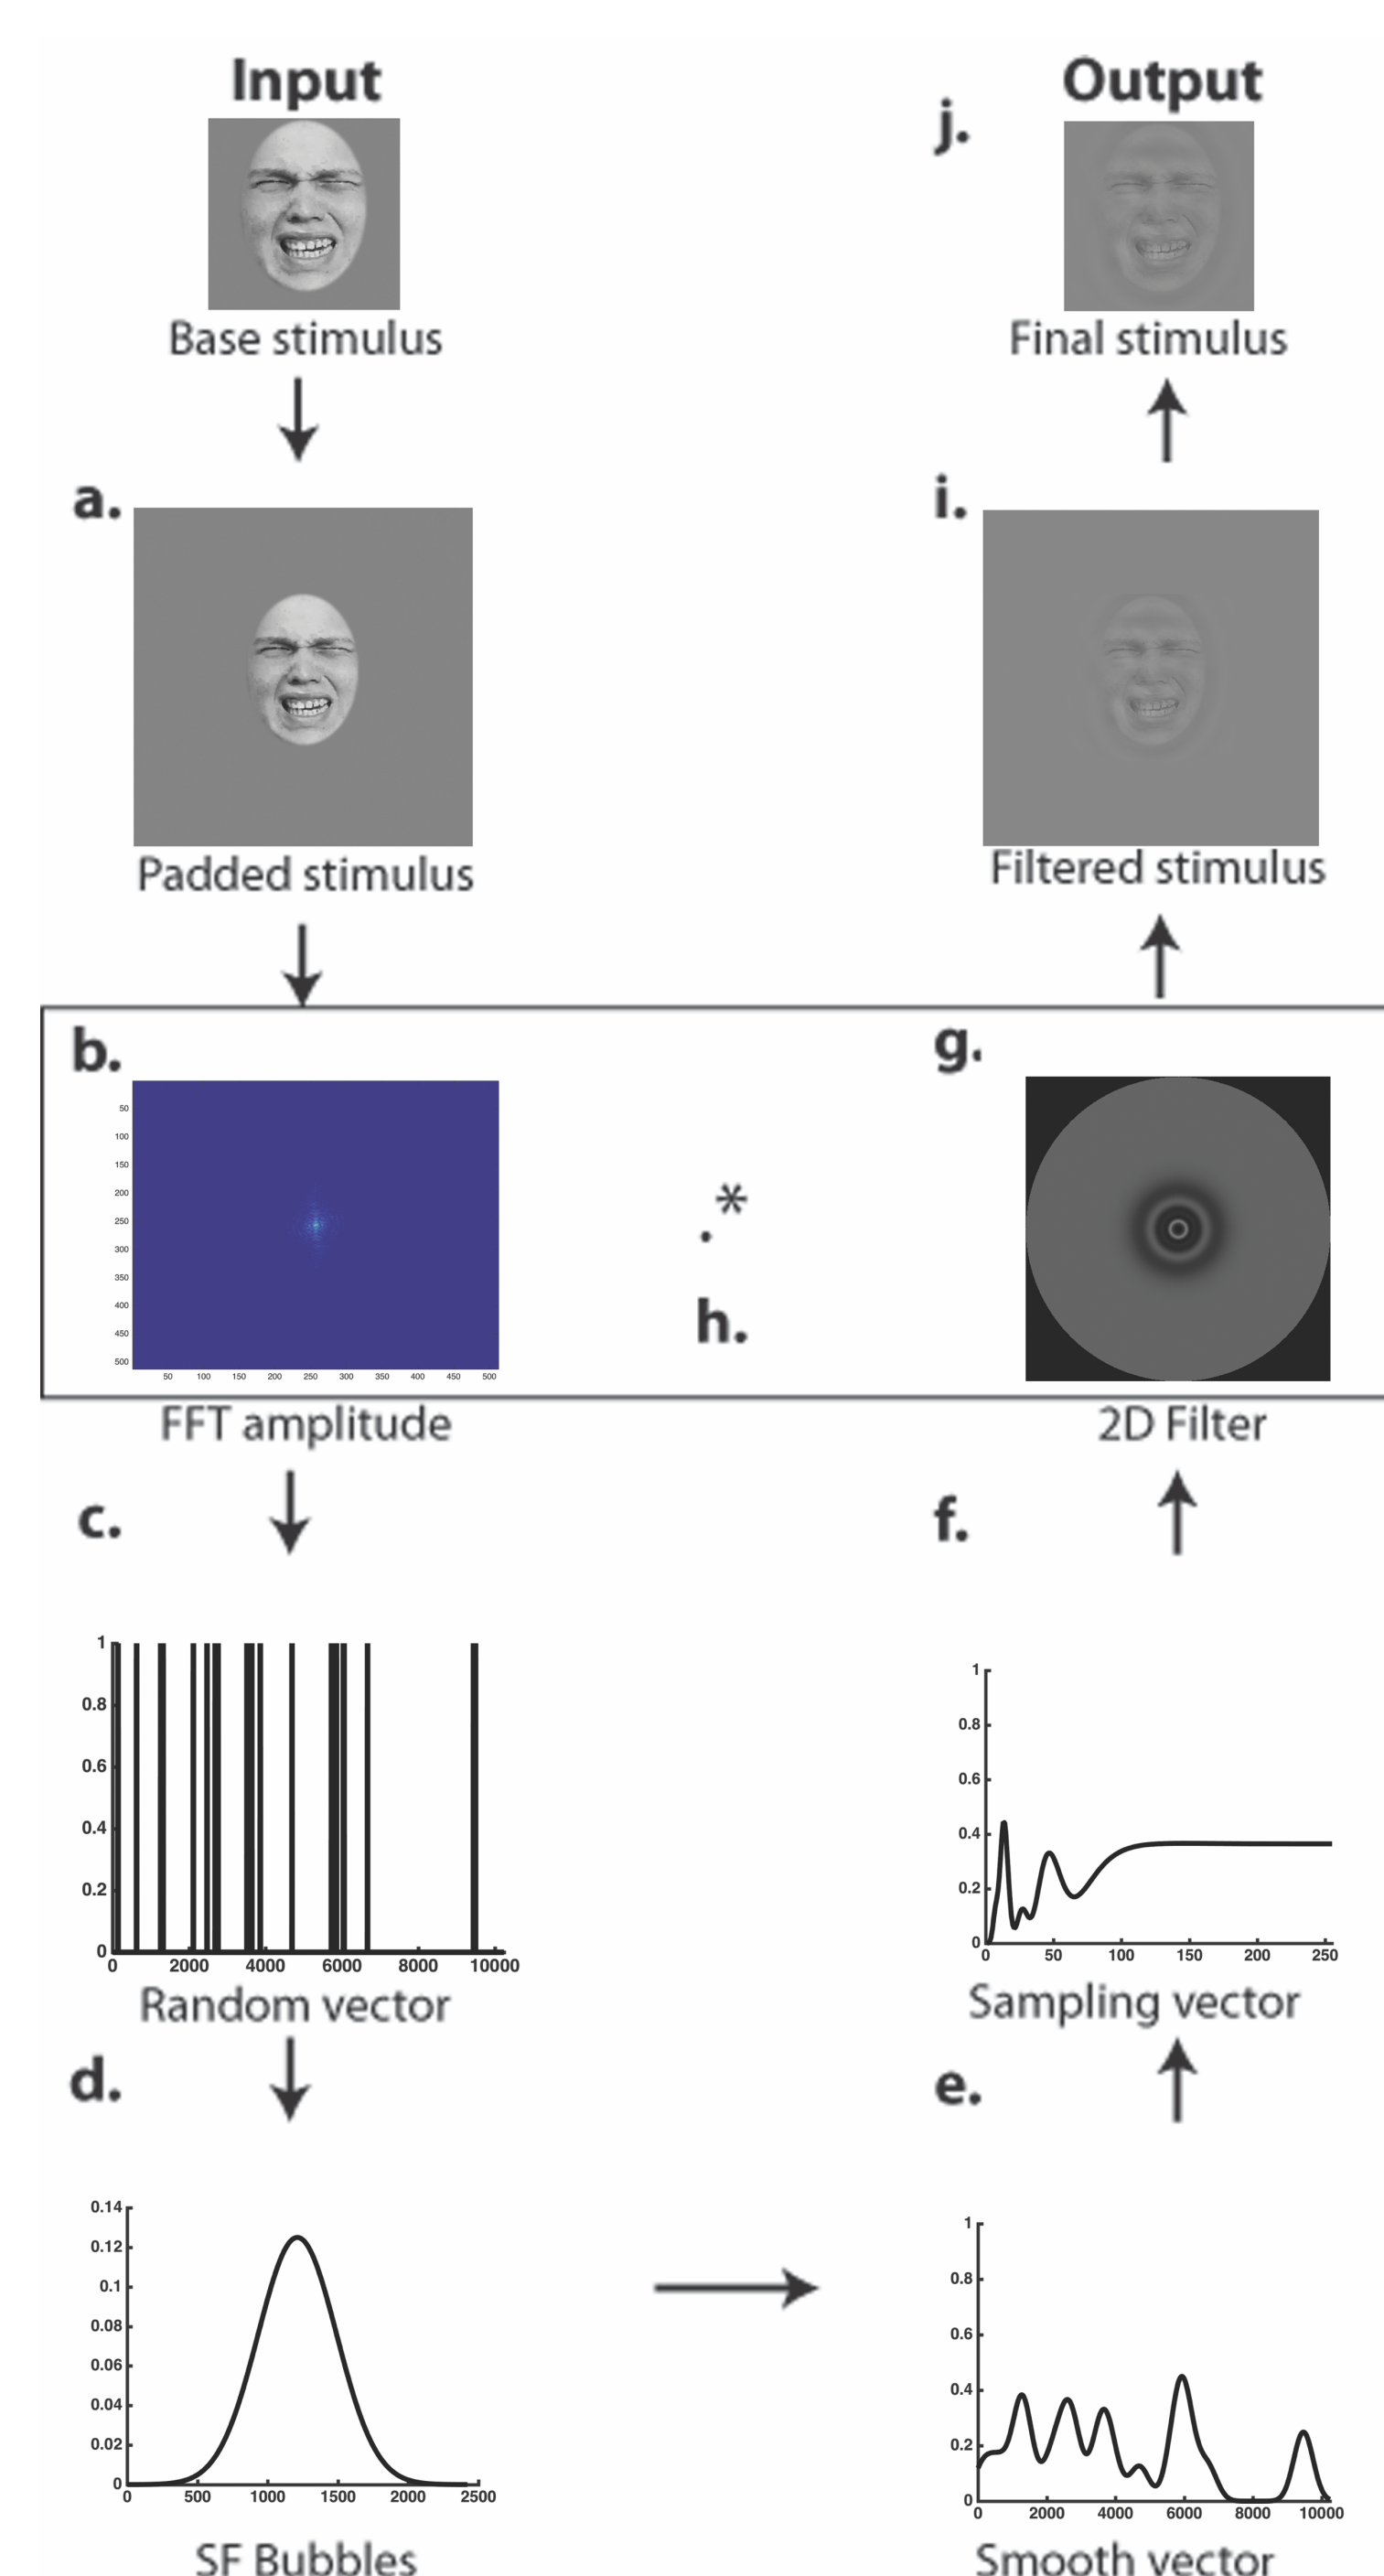 Input
Output
j.
Base stimulus
Final stimulus
a.
i.
Padded stimulus
Filtered stimulus
b.
g.
50
100
150
200
250
300
350
400
450
500
50 100 150 200 250 300 350 400 450 500
.*
h.
FFT amplitude
2D Filter
c.
f.
1
0.8
0.6
0.4
0.2
0
0 2000 4000 6000 8000 10000
Random vector
1
0.8
0.6
0.4
0.2
0
0 50 100 150 200 250
Sampling vector
d.
e.
0.14
0.12
0.1
0.08
0.06
0.04
0.02
0
0 500 1000 1500 2000 2500
SF Bubbles
1
0.8
0.6
0.4
0.2
0
0 2000 4000 6000 8000 10000
Smooth vector